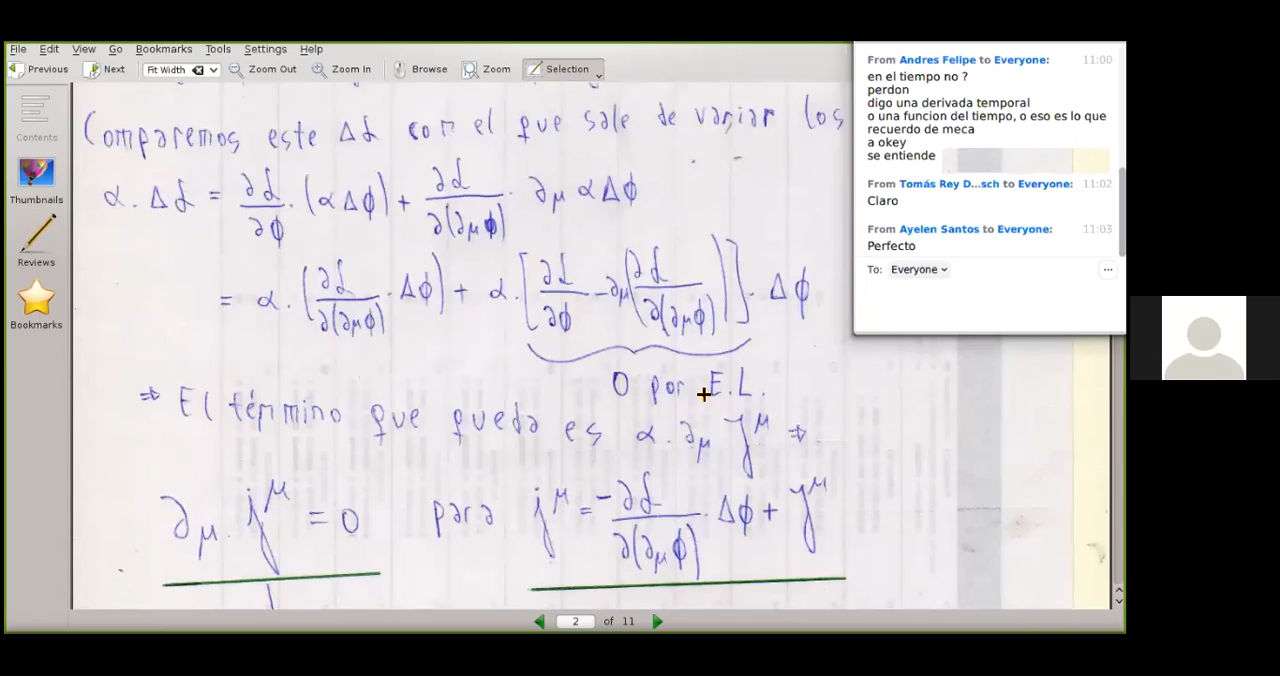 File Edit View Go Bookmarks Tools Settings Help
Previous Next Fit Width Zoom Out Zoom In Browse Zoom Selection
Contents
Thumbnails
Reviews
Bookmarks
Comparemos este Δℒ con el que sale de variar los
α. Δℒ = ∂ℒ/∂ϕ . (α Δϕ) + ∂ℒ/∂(∂μϕ) . ∂μ α Δϕ
= α. (∂ℒ/∂(∂μϕ) . Δϕ) + α. [∂ℒ/∂ϕ - ∂μ(∂ℒ/∂(∂μϕ))] . Δϕ
0 por E.L.
⇒ El término que queda es α. ∂μ J^μ ⇒
∂μ. j^μ = 0 para j^μ = -∂ℒ/∂(∂μϕ) . Δϕ + J^μ
2 of 11
From Andres Felipe to Everyone: 11:00
en el tiempo no ?
perdon
digo una derivada temporal
o una funcion del tiempo, o eso es lo que
recuerdo de meca
a okey
se entiende
From Tomás Rey D...sch to Everyone: 11:02
Claro
From Ayelen Santos to Everyone: 11:03
Perfecto
To: Everyone ...